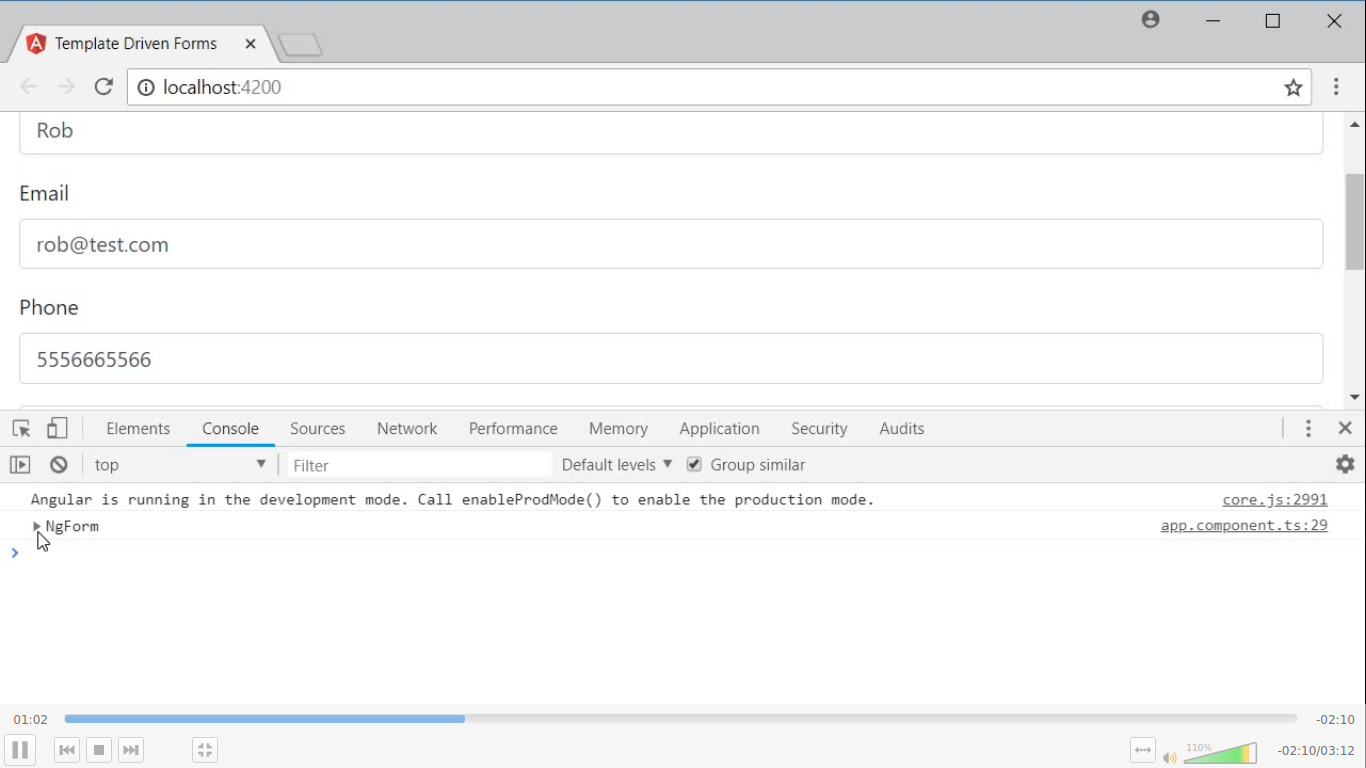 Template Driven Forms
localhost:4200
Rob
Email
rob@test.com
Phone
5556665566
Elements Console Sources Network Performance Memory Application Security Audits
top Filter Default levels Group similar
Angular is running in the development mode. Call enableProdMode() to enable the production mode. core.js:2991
NgForm app.component.ts:29
01:02 -02:10
110% -02:10/03:12